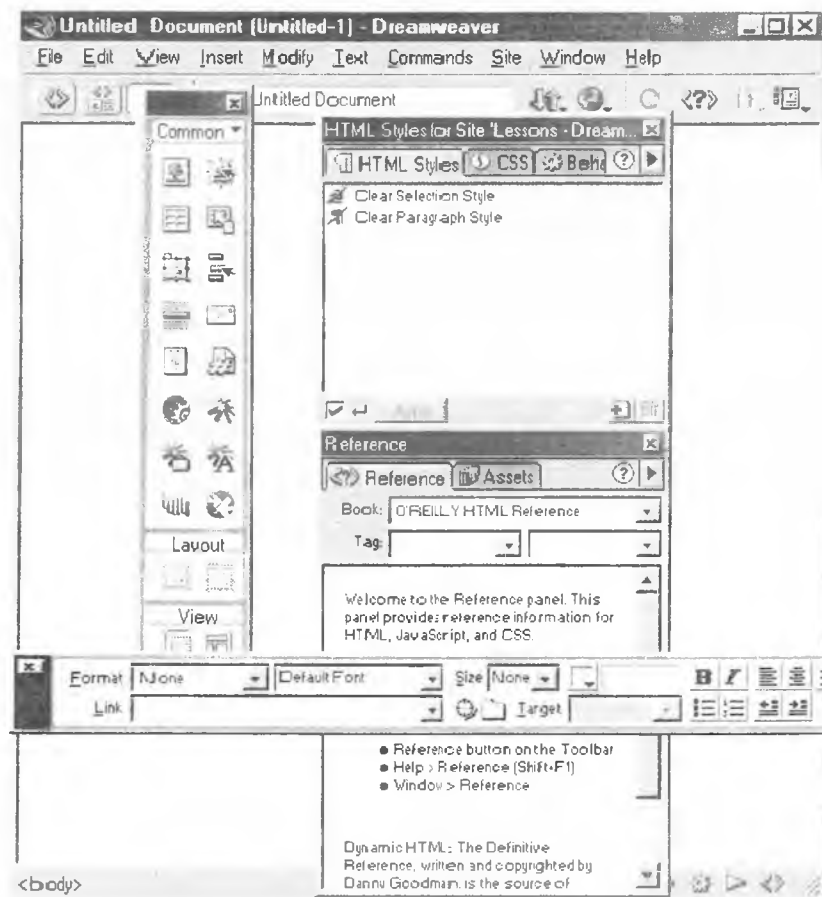 Untitled Document (Untitled-1) - Dreamweaver
File Edit View Insert Modify Text Commands Site Window Help
Untitled Document
Common
Layout
View
HTML Styles for Site 'Lessons - Dream...
HTML Styles CSS Beha
Clear Selection Style
Clear Paragraph Style
Reference
Reference Assets
Book: O'REILLY HTML Reference
Tag:
Welcome to the Reference panel. This
panel provides reference information for
HTML, JavaScript, and CSS.
Format None Default Font Size None B I
Link Target
Reference button on the Toolbar
Help > Reference (Shift+F1)
Window > Reference
Dynamic HTML: The Definitive
Reference, written and copyrighted by
Danny Goodman, is the source of
<body>